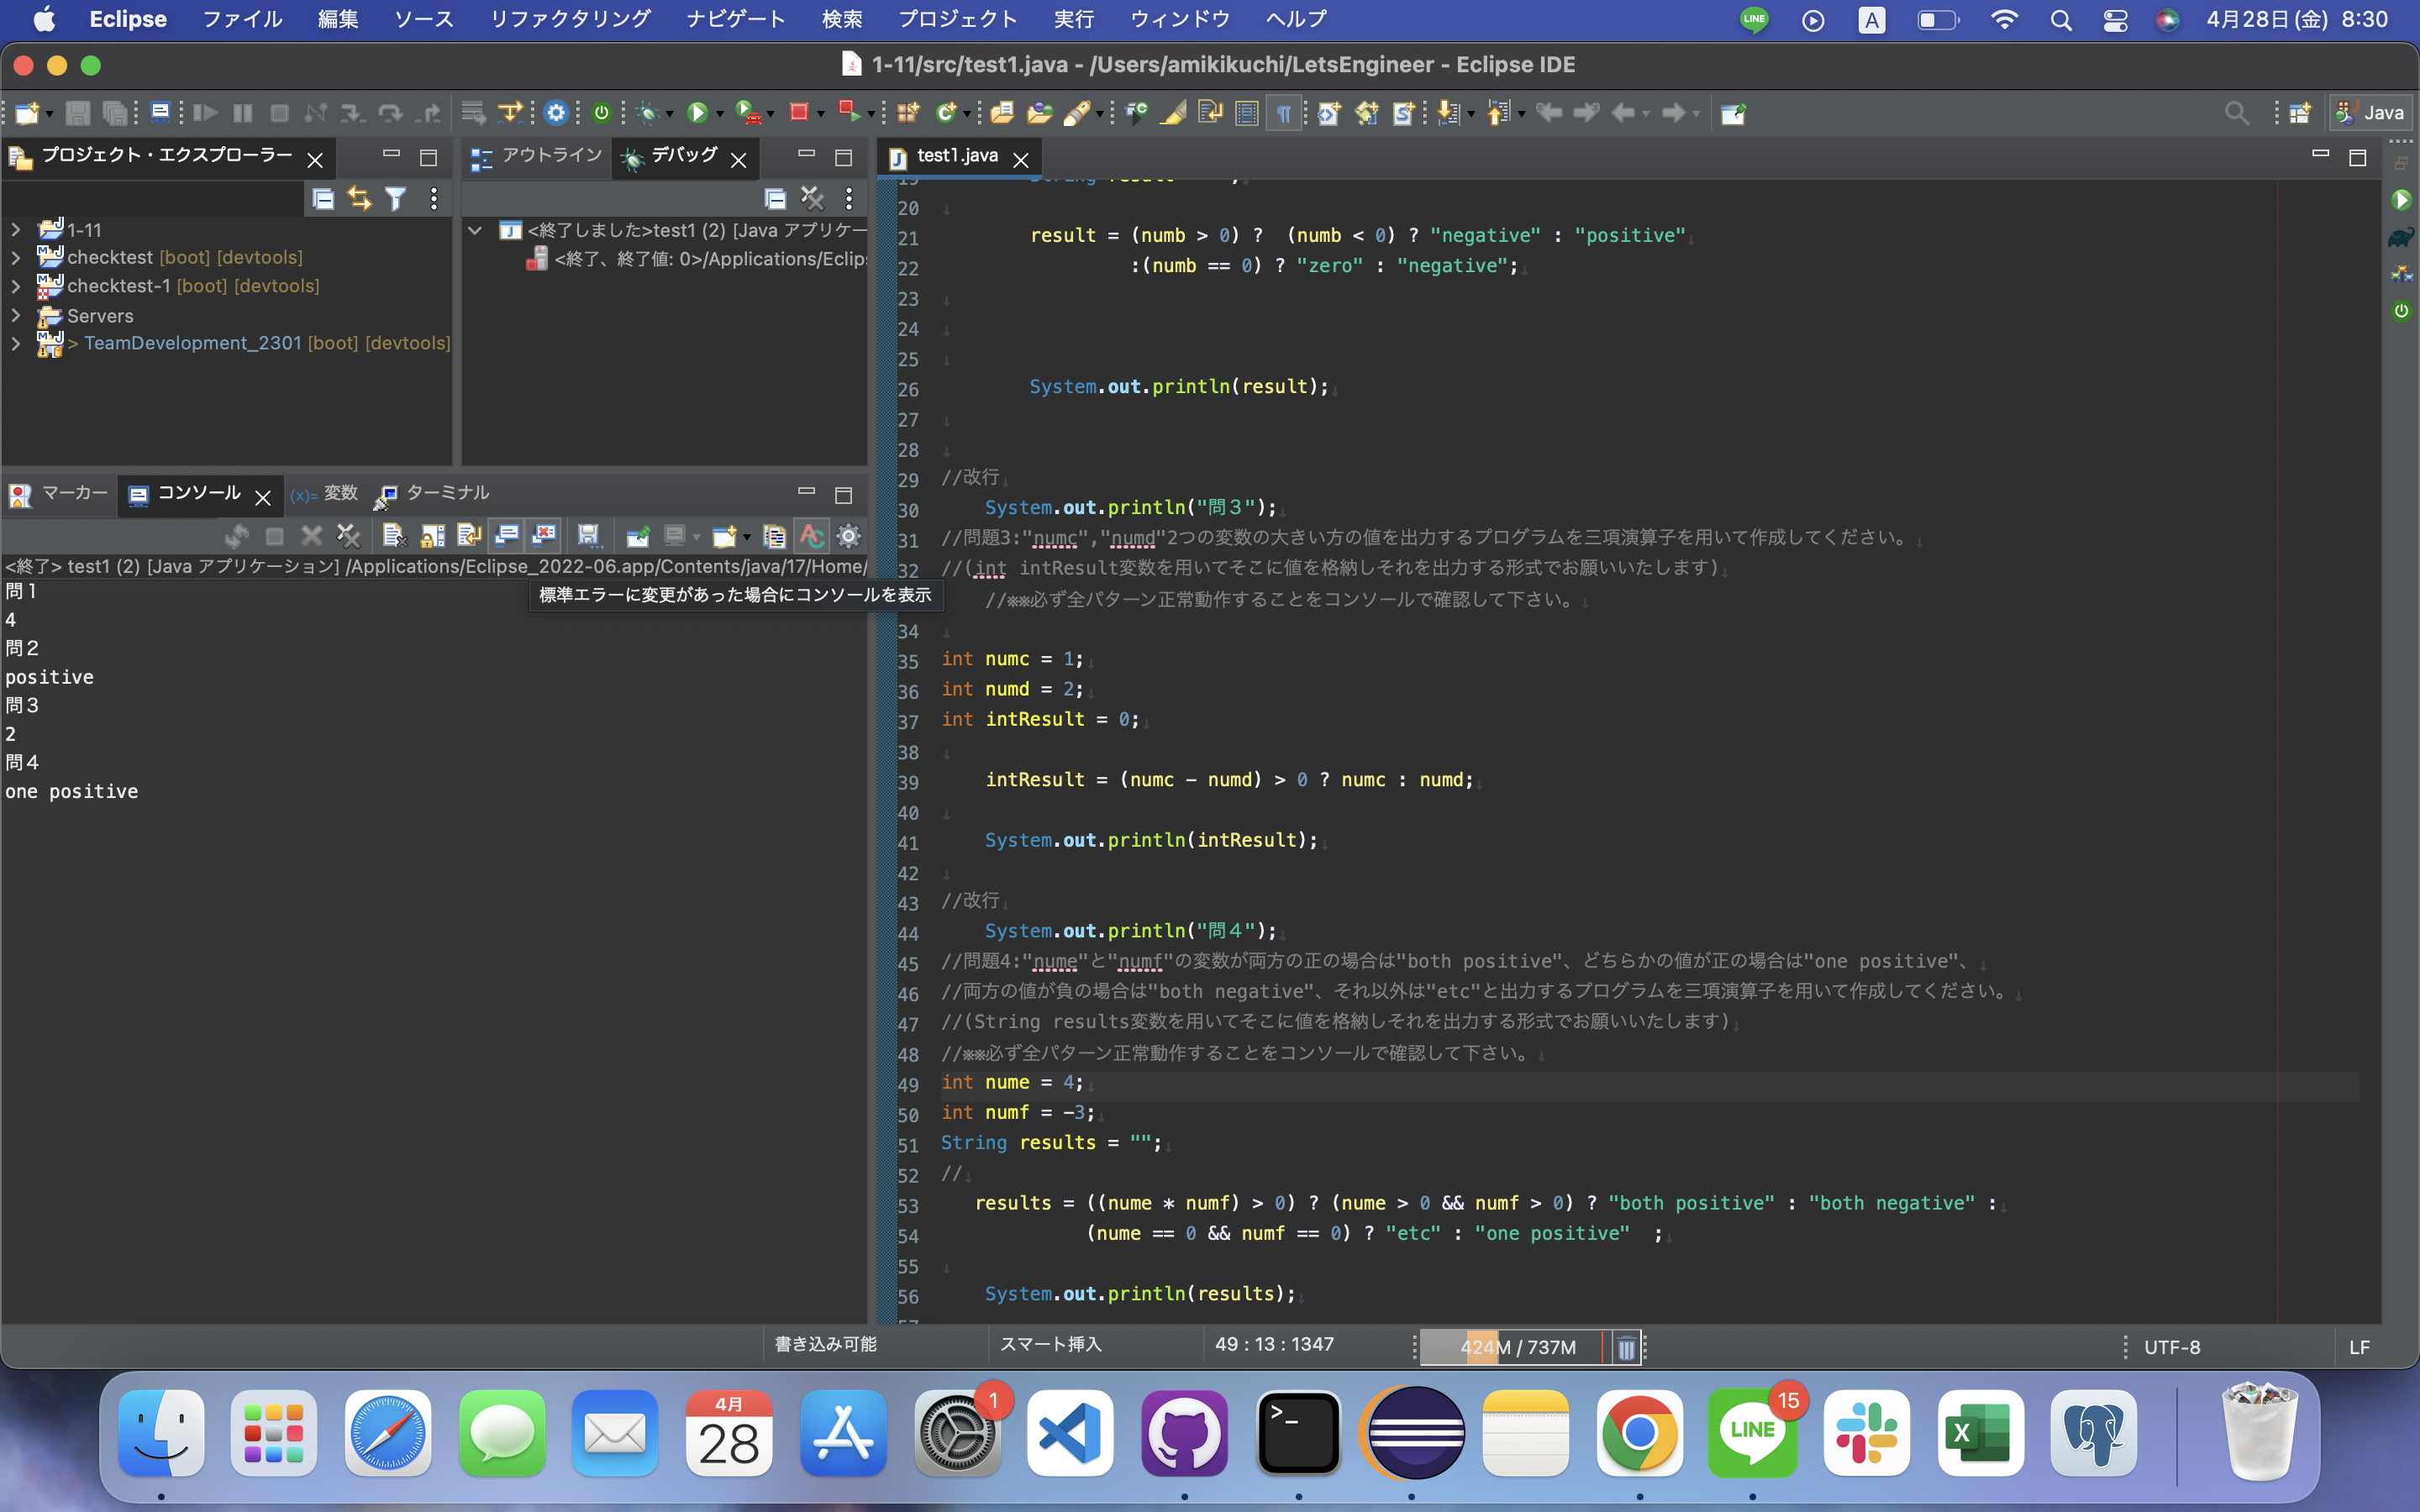 Eclipse ファイル 編集 ソース リファクタリング ナビゲート 検索 プロジェクト 実行 ウィンドウ ヘルプ
LINE A 4月28日(金) 8:30
1-11/src/test1.java - /Users/amikikuchi/LetsEngineer - Eclipse IDE
Java
プロジェクト・エクスプローラー
1-11
checktest [boot] [devtools]
checktest-1 [boot] [devtools]
Servers
> TeamDevelopment_2301 [boot] [devtools]
アウトライン デバッグ
<終了しました>test1 (2) [Java アプリケー
<終了、終了値: 0>/Applications/Eclip
マーカー コンソール 変数 ターミナル
<終了> test1 (2) [Java アプリケーション] /Applications/Eclipse_2022-06.app/Contents/java/17/Home/
標準エラーに変更があった場合にコンソールを表示
問１
4
問２
positive
問３
2
問４
one positive
test1.java
19 String result
20
21 result = (numb > 0) ?  (numb < 0) ? "negative" : "positive"
22 :(numb == 0) ? "zero" : "negative";
23
24
25
26 System.out.println(result);
27
28
29 //改行
30 System.out.println("問３");
31 //問題3:"numc","numd"2つの変数の大きい方の値を出力するプログラムを三項演算子を用いて作成してください。
32 //(int intResult変数を用いてそこに値を格納しそれを出力する形式でお願いいたします)
//※※必ず全パターン正常動作することをコンソールで確認して下さい。
34
35 int numc = 1;
36 int numd = 2;
37 int intResult = 0;
38
39 intResult = (numc - numd) > 0 ? numc : numd;
40
41 System.out.println(intResult);
42
43 //改行
44 System.out.println("問４");
45 //問題4:"nume"と"numf"の変数が両方の正の場合は"both positive"、どちらかの値が正の場合は"one positive"、
46 //両方の値が負の場合は"both negative"、それ以外は"etc"と出力するプログラムを三項演算子を用いて作成してください。
47 //(String results変数を用いてそこに値を格納しそれを出力する形式でお願いいたします)
48 //※※必ず全パターン正常動作することをコンソールで確認して下さい。
49 int nume = 4;
50 int numf = -3;
51 String results = "";
52 //
53 results = ((nume * numf) > 0) ? (nume > 0 && numf > 0) ? "both positive" : "both negative" :
54 (nume == 0 && numf == 0) ? "etc" : "one positive"  ;
55
56 System.out.println(results);
書き込み可能 スマート挿入 49 : 13 : 1347 424M / 737M UTF-8 LF
4月
28
1
LINE
15